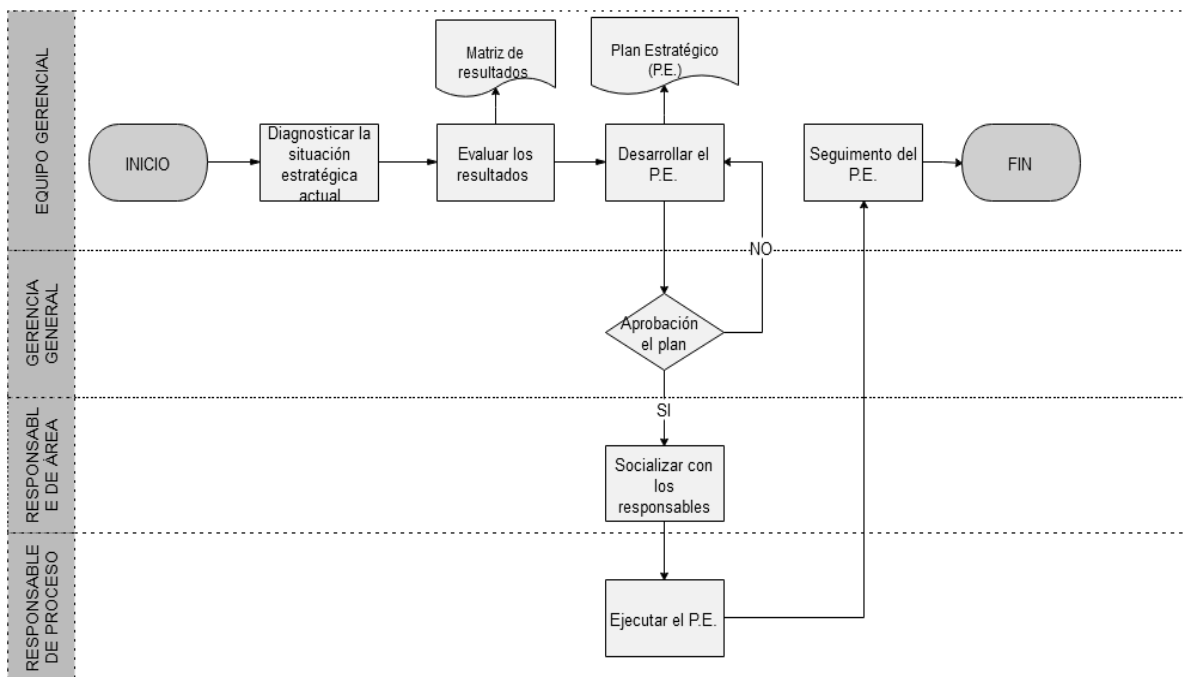 EQUIPO GERENCIAL
Matriz de
resultados
Plan Estratégico
(P.E.)
INICIO
Diagnosticar la
situación
estratégica
actual
Evaluar los
resultados
Desarrollar el
P.E.
Seguimento del
P.E.
FIN
NO
GERENCIA
GENERAL
Aprobación
el plan
SI
RESPONSABL
E DE ÀREA
Socializar con
los
responsables
RESPONSABLE
DE PROCESO
Ejecutar el P.E.